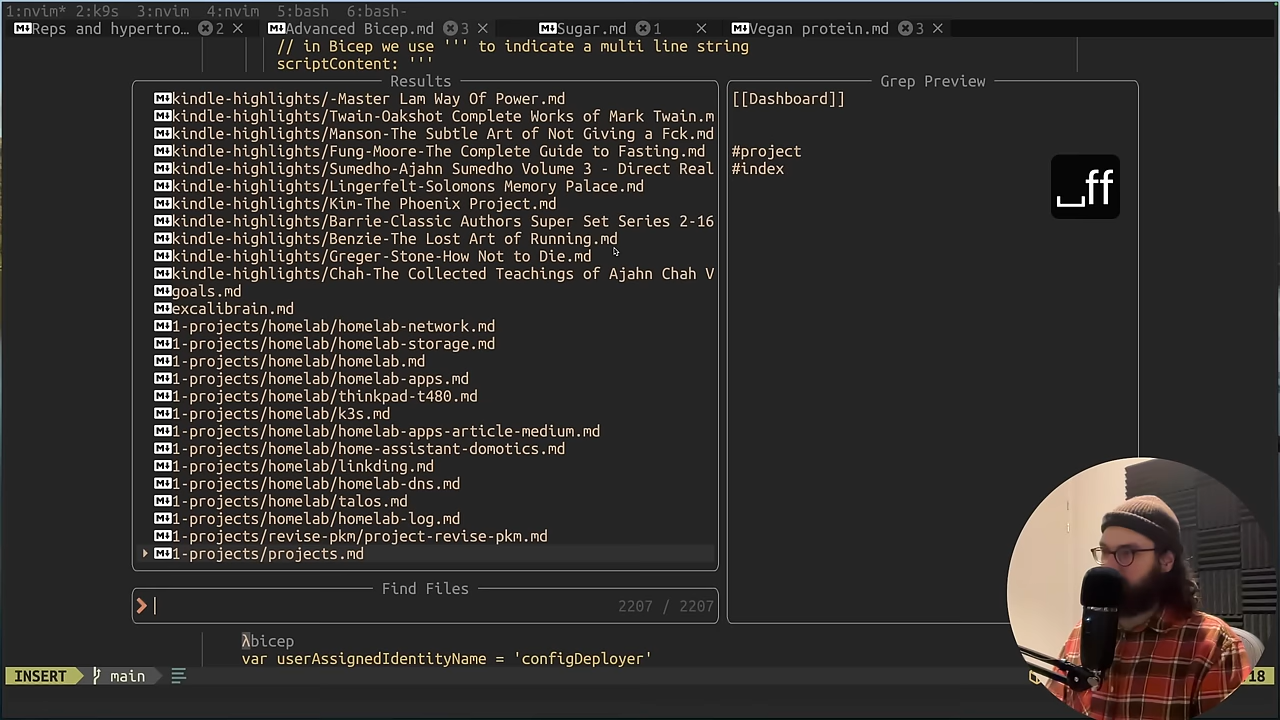 1:nvim* 2:k9s 3:nvim 4:nvim 5:bash 6:bash-
Reps and hypertro… 2 Advanced Bicep.md 3 Sugar.md 1 Vegan protein.md 3
// in Bicep we use ''' to indicate a multi line string
scriptContent: '''
Results
kindle-highlights/-Master Lam Way Of Power.md
kindle-highlights/Twain-Oakshot Complete Works of Mark Twain.m
kindle-highlights/Manson-The Subtle Art of Not Giving a Fck.md
kindle-highlights/Fung-Moore-The Complete Guide to Fasting.md
kindle-highlights/Sumedho-Ajahn Sumedho Volume 3 - Direct Real
kindle-highlights/Lingerfelt-Solomons Memory Palace.md
kindle-highlights/Kim-The Phoenix Project.md
kindle-highlights/Barrie-Classic Authors Super Set Series 2-16
kindle-highlights/Benzie-The Lost Art of Running.md
kindle-highlights/Greger-Stone-How Not to Die.md
kindle-highlights/Chah-The Collected Teachings of Ajahn Chah V
goals.md
excalibrain.md
1-projects/homelab/homelab-network.md
1-projects/homelab/homelab-storage.md
1-projects/homelab/homelab.md
1-projects/homelab/homelab-apps.md
1-projects/homelab/thinkpad-t480.md
1-projects/homelab/k3s.md
1-projects/homelab/homelab-apps-article-medium.md
1-projects/homelab/home-assistant-domotics.md
1-projects/homelab/linkding.md
1-projects/homelab/homelab-dns.md
1-projects/homelab/talos.md
1-projects/homelab/homelab-log.md
1-projects/revise-pkm/project-revise-pkm.md
1-projects/projects.md
Find Files
2207 / 2207
Grep Preview
[[Dashboard]]
#project
#index
␣ff
λbicep
var userAssignedIdentityName = 'configDeployer'
INSERT main
18